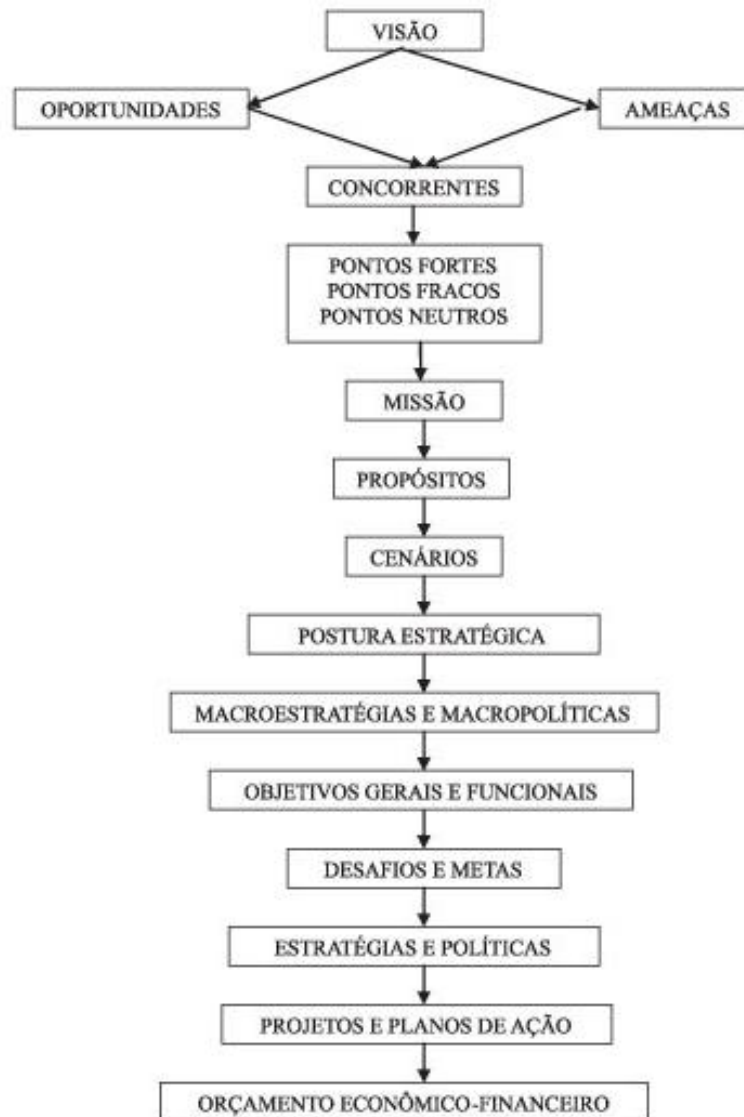 VISÃO
OPORTUNIDADES
AMEAÇAS
CONCORRENTES
PONTOS FORTES
PONTOS FRACOS
PONTOS NEUTROS
MISSÃO
PROPÓSITOS
CENÁRIOS
POSTURA ESTRATÉGICA
MACROESTRATÉGIAS E MACROPOLÍTICAS
OBJETIVOS GERAIS E FUNCIONAIS
DESAFIOS E METAS
ESTRATÉGIAS E POLÍTICAS
PROJETOS E PLANOS DE AÇÃO
ORÇAMENTO ECONÔMICO-FINANCEIRO